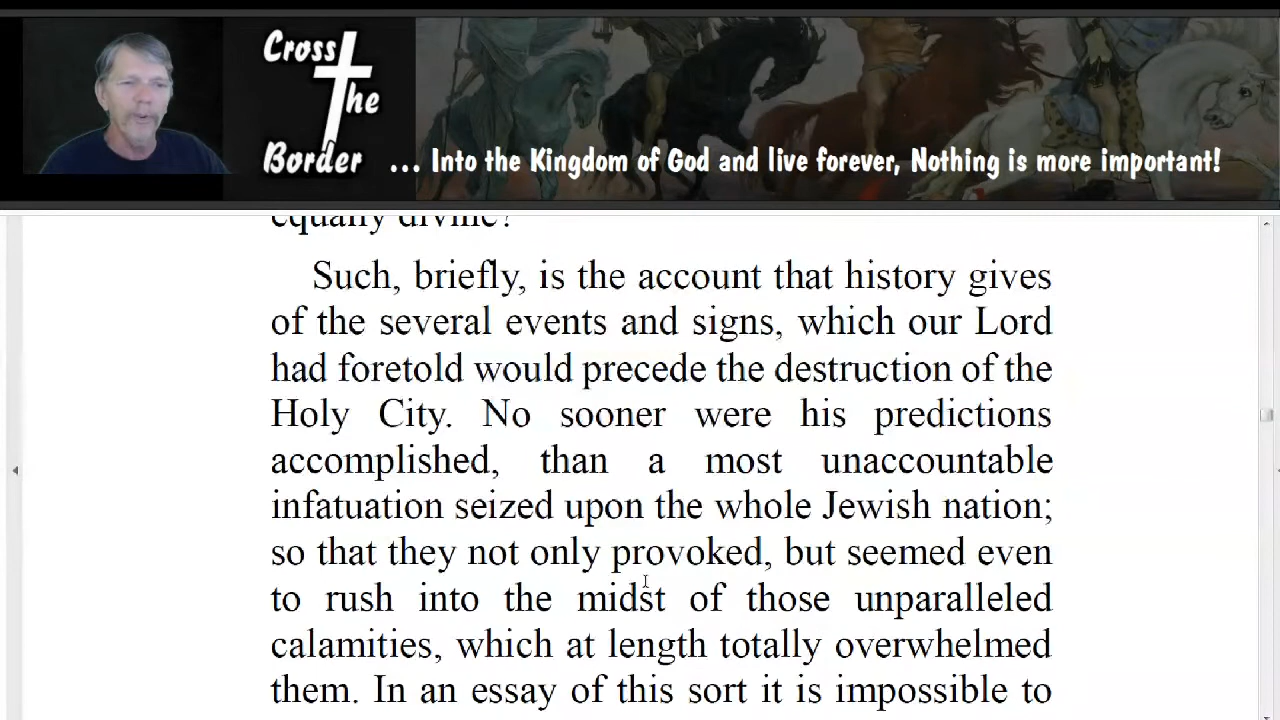 Cross
The
Border
... Into the Kingdom of God and live forever, Nothing is more important!
equally divine?
Such, briefly, is the account that history gives
of the several events and signs, which our Lord
had foretold would precede the destruction of the
Holy City. No sooner were his predictions
accomplished, than a most unaccountable
infatuation seized upon the whole Jewish nation;
so that they not only provoked, but seemed even
to rush into the midst of those unparalleled
calamities, which at length totally overwhelmed
them. In an essay of this sort it is impossible to